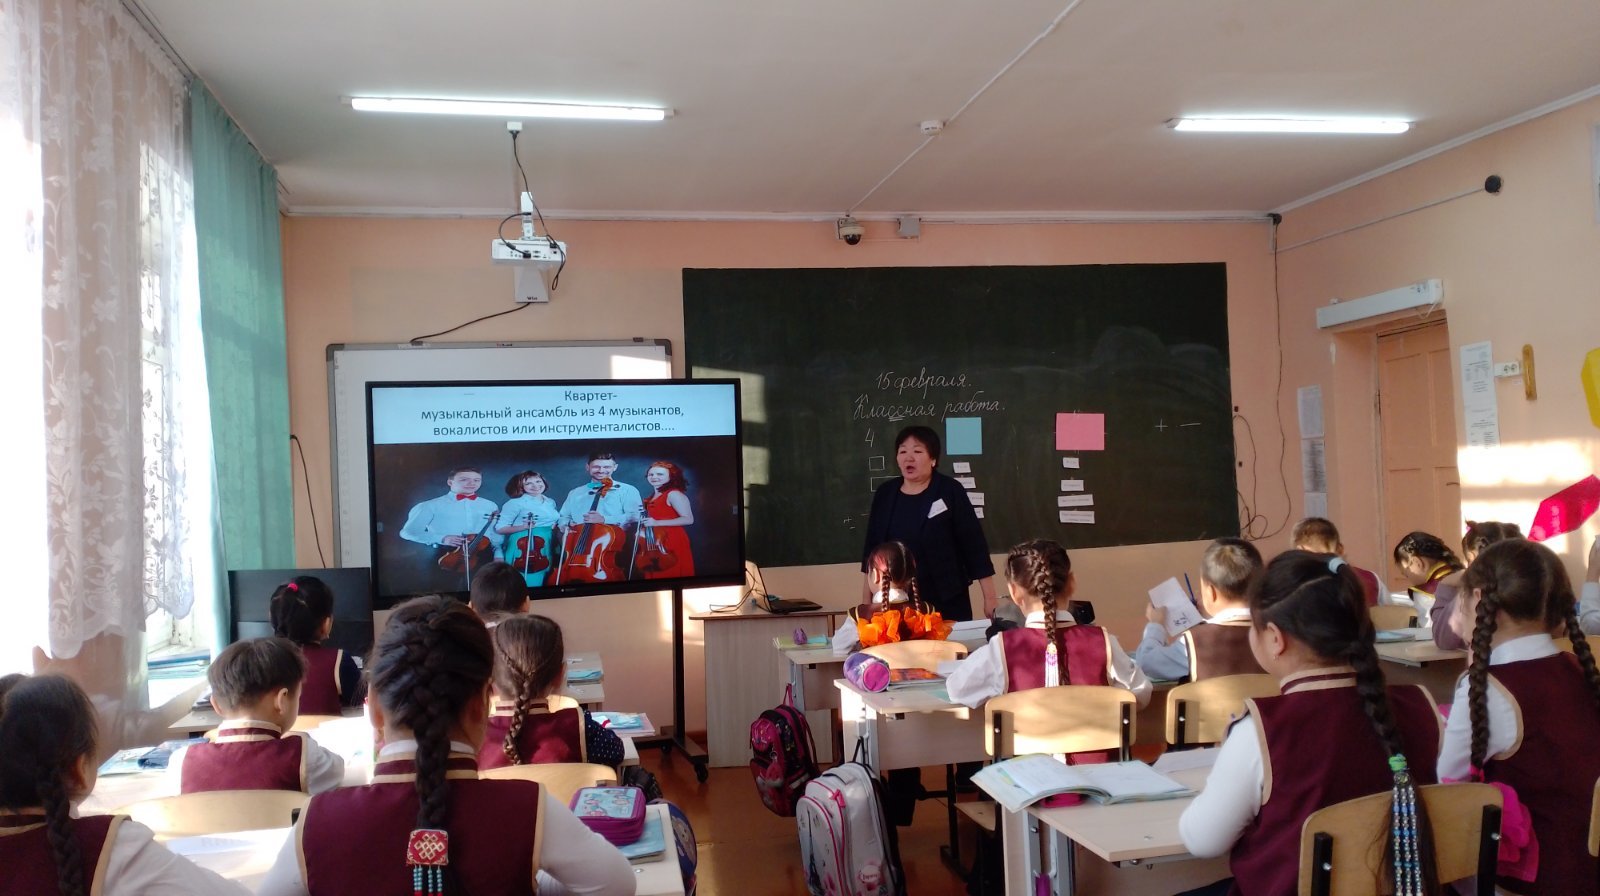 Квартет-
музыкальный ансамбль из 4 музыкантов,
вокалистов или инструменталистов....
15 февраля.
Классная работа.
4
+ −